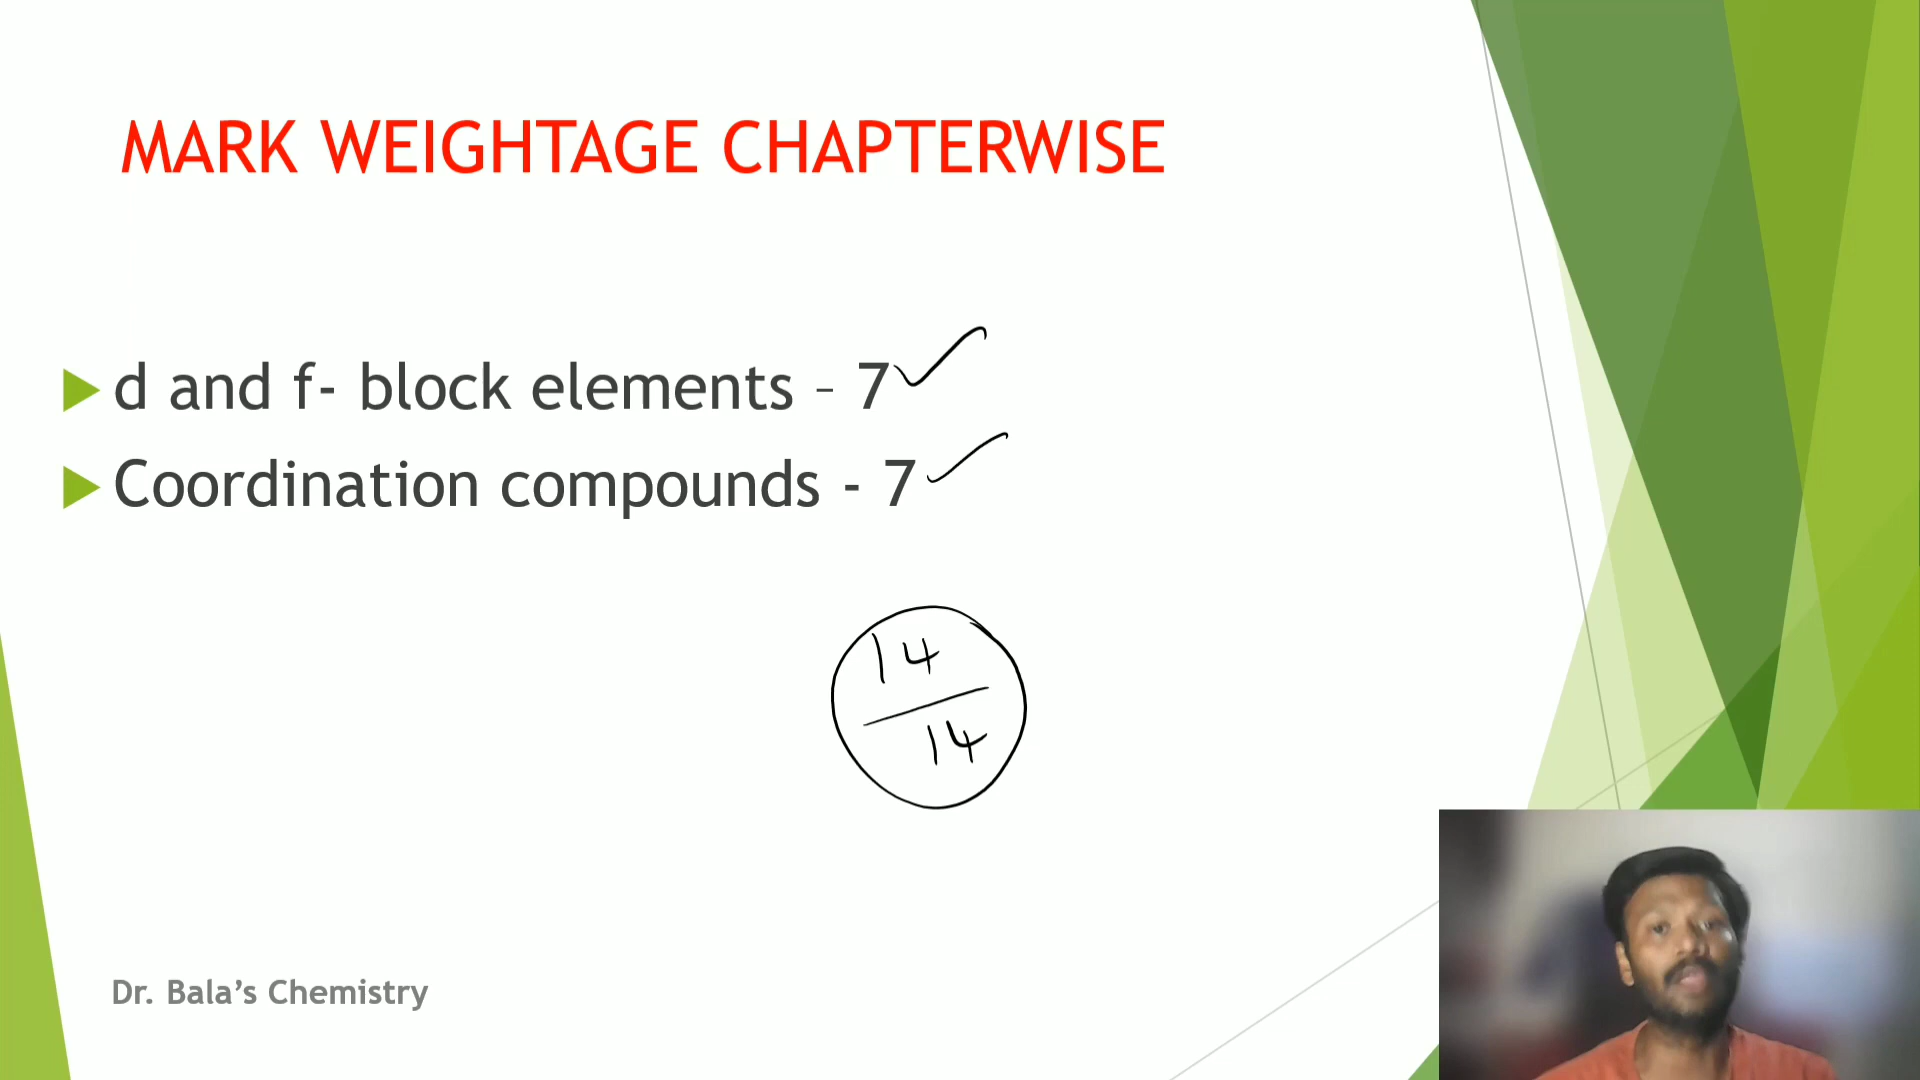 MARK WEIGHTAGE CHAPTERWISE
d and f- block elements – 7
Coordination compounds - 7
14
14
Dr. Bala’s Chemistry